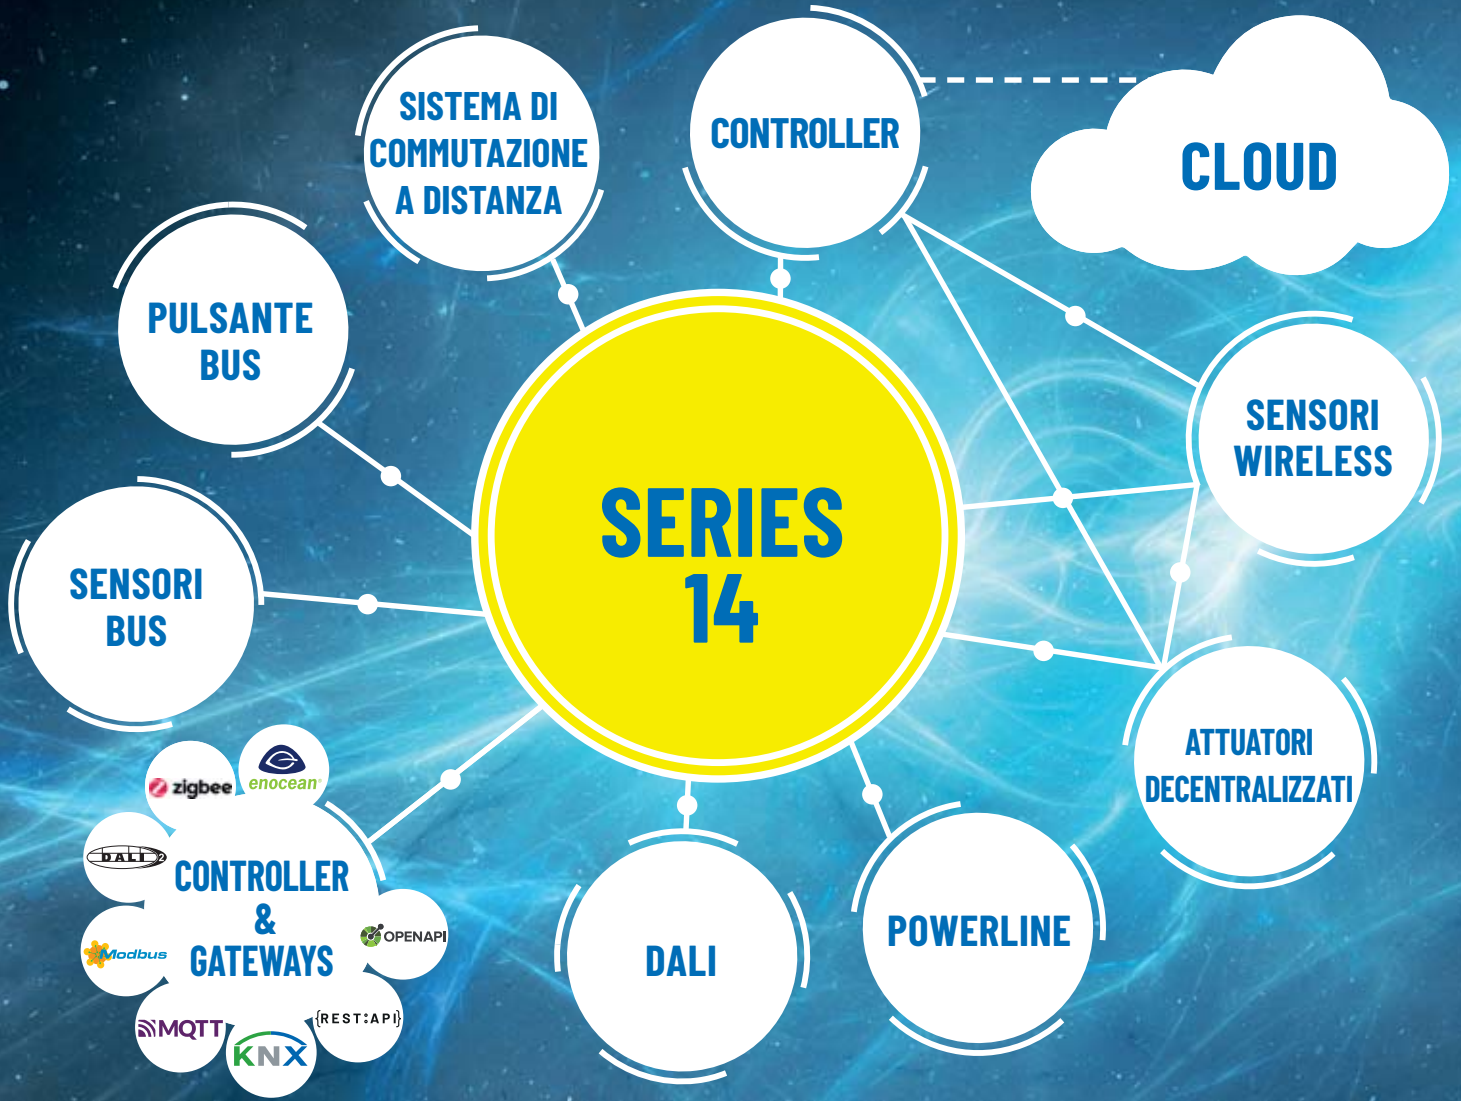 SISTEMA DI
COMMUTAZIONE
A DISTANZA
CONTROLLER
CLOUD
PULSANTE
BUS
SENSORI
WIRELESS
SERIES
14
SENSORI
BUS
ATTUATORI
DECENTRALIZZATI
zigbee
enocean®
DALI 2
CONTROLLER
&
GATEWAYS
OPENAPI
Modbus
MQTT
KNX
{REST:API}
DALI
POWERLINE